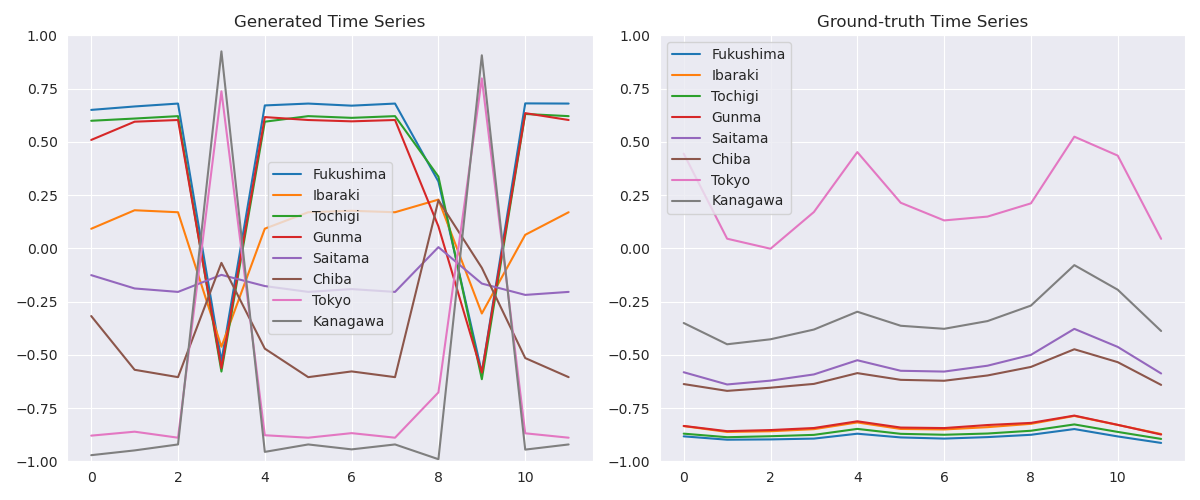 Generated Time Series
1.00
0.75
0.50
0.25
0.00
−0.25
−0.50
−0.75
−1.00
0 2 4 6 8 10
Fukushima
Ibaraki
Tochigi
Gunma
Saitama
Chiba
Tokyo
Kanagawa
Ground-truth Time Series
1.00
0.75
0.50
0.25
0.00
−0.25
−0.50
−0.75
−1.00
0 2 4 6 8 10
Fukushima
Ibaraki
Tochigi
Gunma
Saitama
Chiba
Tokyo
Kanagawa